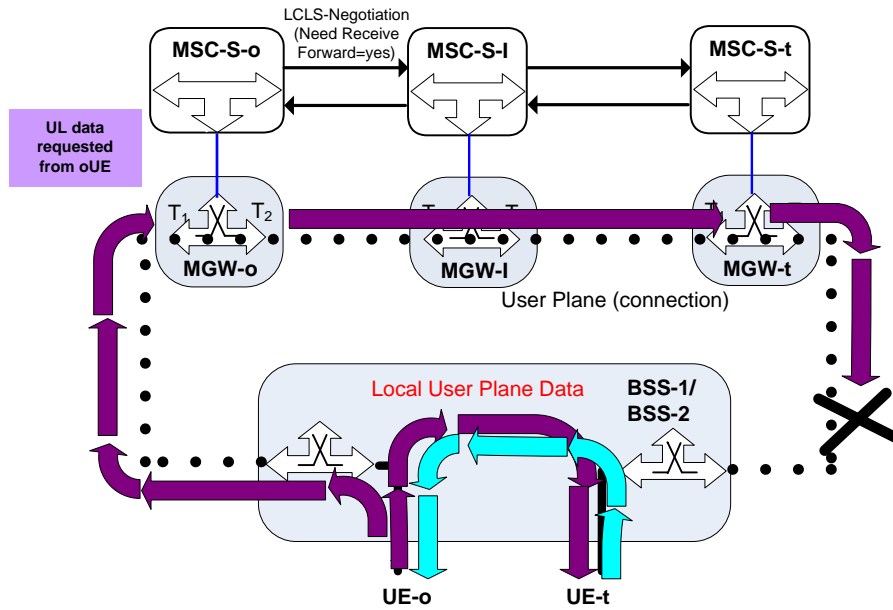 LCLS-Negotiation
(Need Receive
Forward=yes)
MSC-S-o
MSC-S-I
MSC-S-t
UL data
requested
from oUE
T1
T2
T
T
T
MGW-o
MGW-I
MGW-t
User Plane (connection)
Local User Plane Data
BSS-1/
BSS-2
UE-o
UE-t